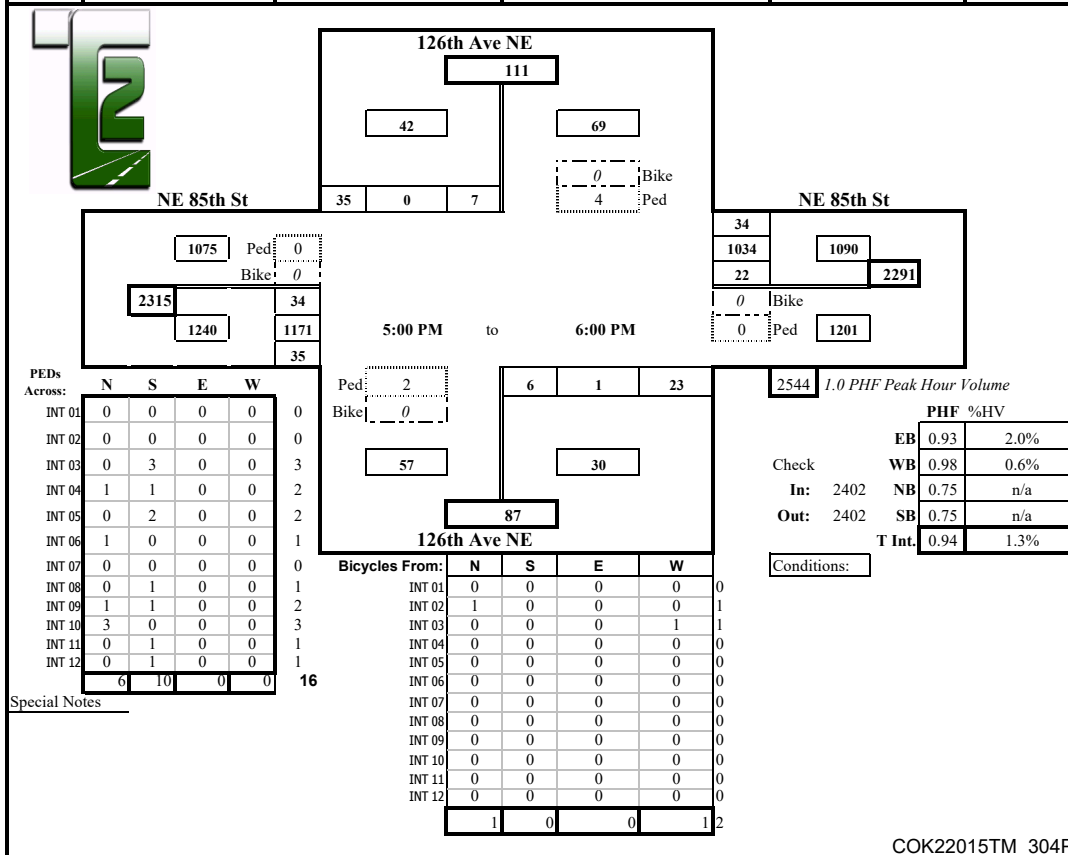 126th Ave NE
111
42 69
0 Bike
4 Ped
NE 85th St 35 0 7 NE 85th St
34
1075 Ped 0 1034 1090
Bike 0 22 2291
2315 34 0 Bike
1240 1171 5:00 PM to 6:00 PM 0 Ped 1201
35
PEDs Across: N S E W
Ped 2 6 1 23 2544 1.0 PHF Peak Hour Volume
Bike 0 PHF %HV
INT 01 0 0 0 0 0
INT 02 0 0 0 0 0
EB 0.93 2.0%
INT 03 0 3 0 0 3
57 30 Check WB 0.98 0.6%
INT 04 1 1 0 0 2
In: 2402 NB 0.75 n/a
INT 05 0 2 0 0 2
87 Out: 2402 SB 0.75 n/a
INT 06 1 0 0 0 1
126th Ave NE T Int. 0.94 1.3%
INT 07 0 0 0 0 0
INT 08 0 1 0 0 1
INT 09 1 1 0 0 2
INT 10 3 0 0 0 3
INT 11 0 1 0 0 1
INT 12 0 1 0 0 1
6 10 0 0 16
Special Notes
Conditions:
Bicycles From: N S E W
INT 01 0 0 0 0 0
INT 02 1 0 0 0 1
INT 03 0 0 0 1 1
INT 04 0 0 0 0 0
INT 05 0 0 0 0 0
INT 06 0 0 0 0 0
INT 07 0 0 0 0 0
INT 08 0 0 0 0 0
INT 09 0 0 0 0 0
INT 10 0 0 0 0 0
INT 11 0 0 0 0 0
INT 12 0 0 0 0 0
1 0 0 1 2
COK22015TM_304P